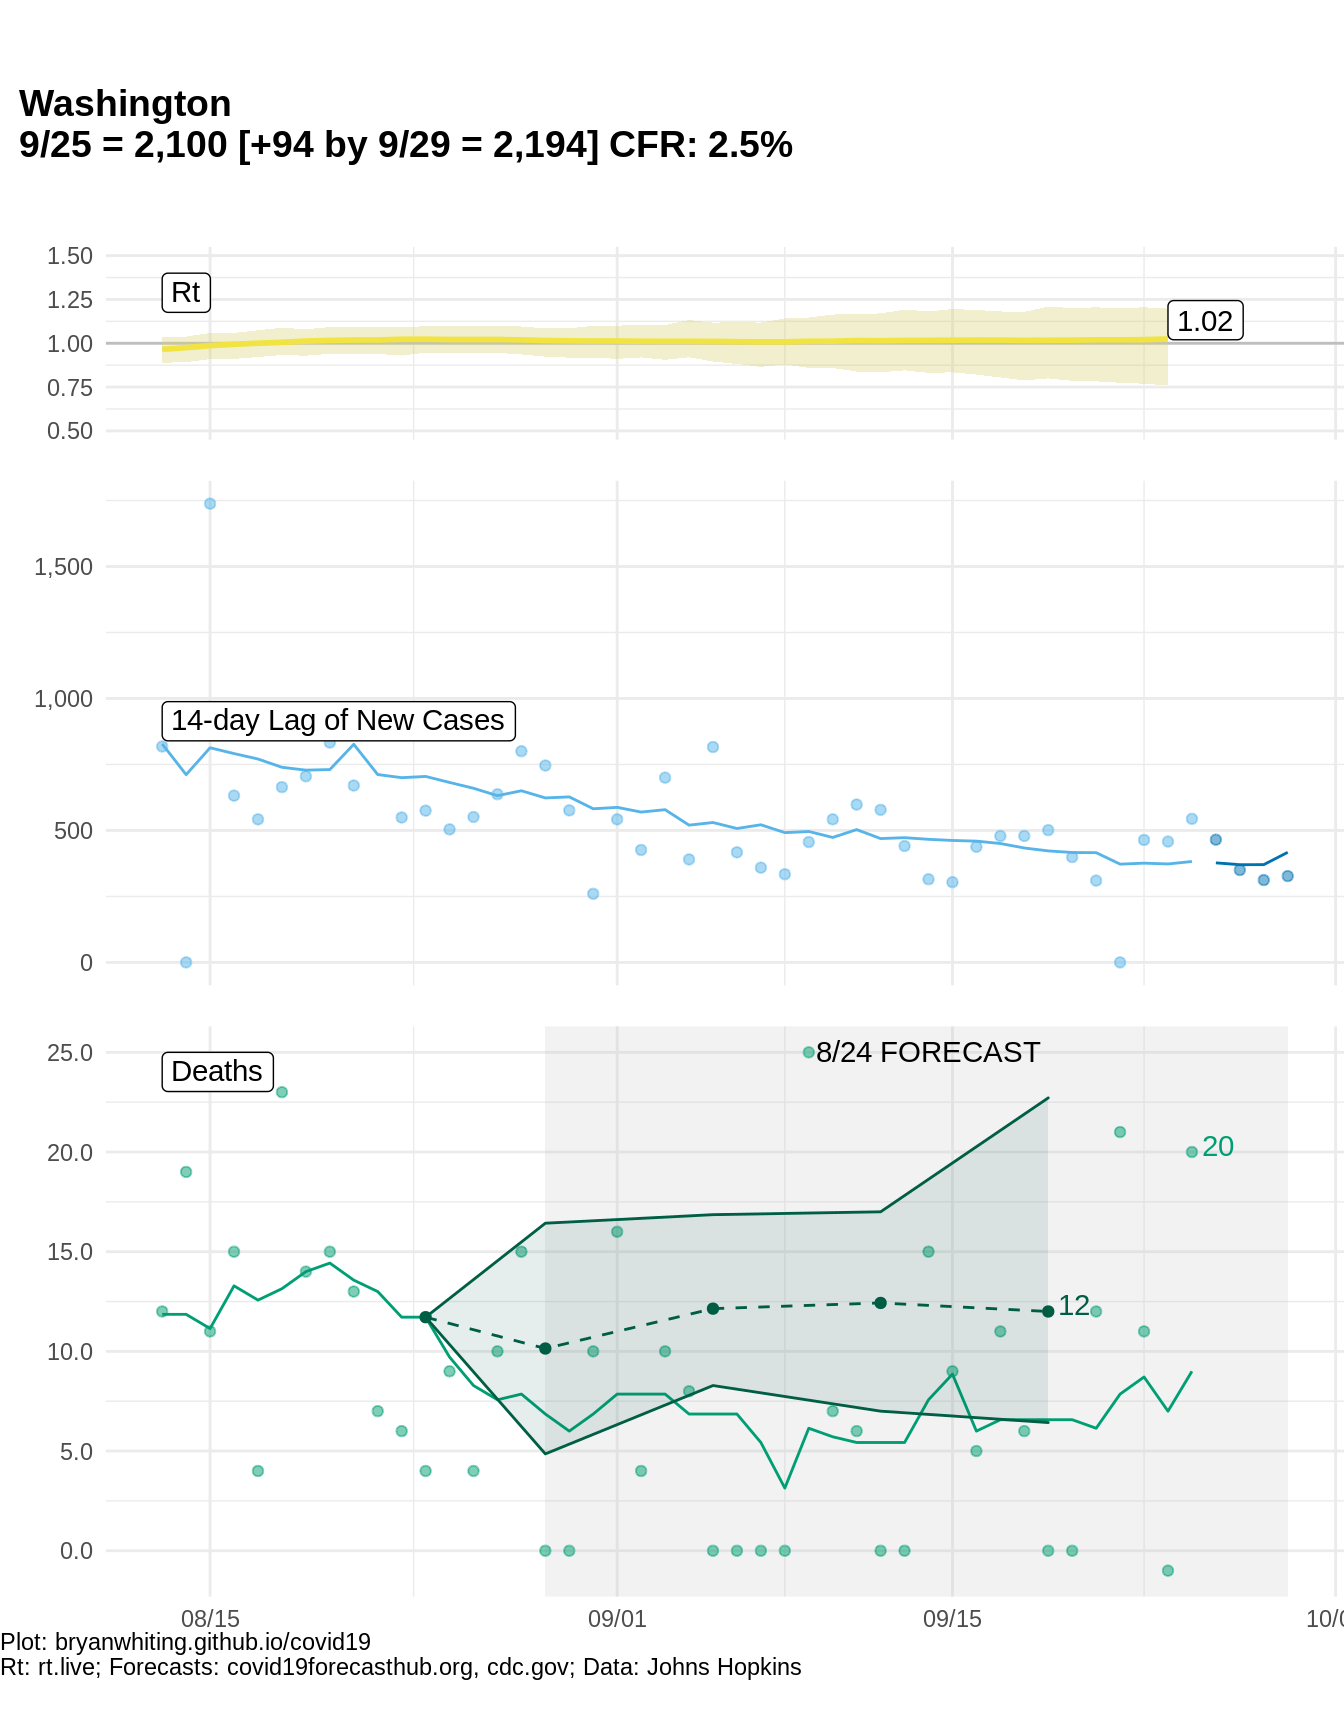 Washington
9/25 = 2,100 [+94 by 9/29 = 2,194] CFR: 2.5%
1.50
Rt
1.25
1.02
1.00
0.75
0.50
1,500
1,000
14-day Lag of New Cases
500
0
25.0
Deaths
8/24 FORECAST
20.0
20
15.0
12
10.0
5.0
0.0
08/15 09/01 09/15 10/0
Plot: bryanwhiting.github.io/covid19
Rt: rt.live; Forecasts: covid19forecasthub.org, cdc.gov; Data: Johns Hopkins